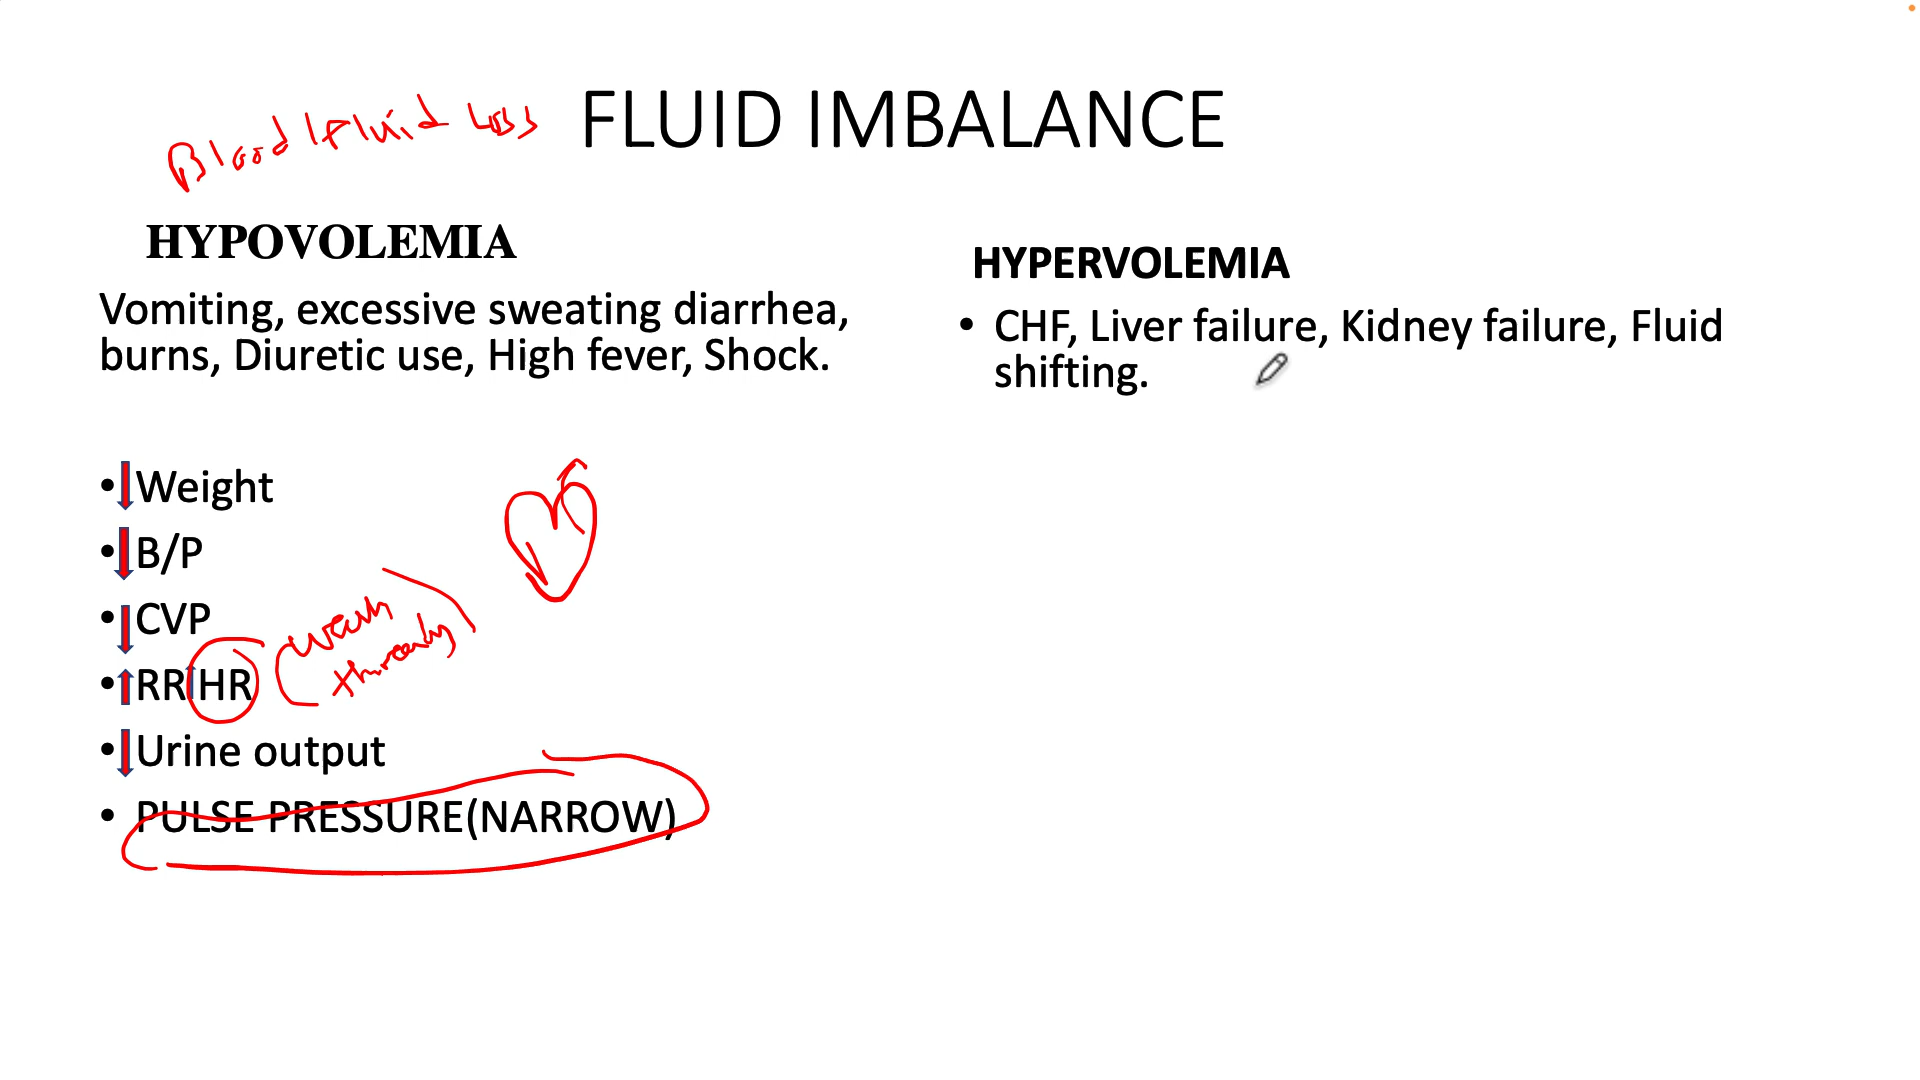 Blood/fluid Loss
FLUID IMBALANCE
HYPOVOLEMIA
Vomiting, excessive sweating diarrhea,
burns, Diuretic use, High fever, Shock.
•↓Weight
•↓B/P
•↓CVP
•↑RR↑HR
(weak
thready)
•↓Urine output
• PULSE PRESSURE(NARROW)
HYPERVOLEMIA
• CHF, Liver failure, Kidney failure, Fluid
shifting.